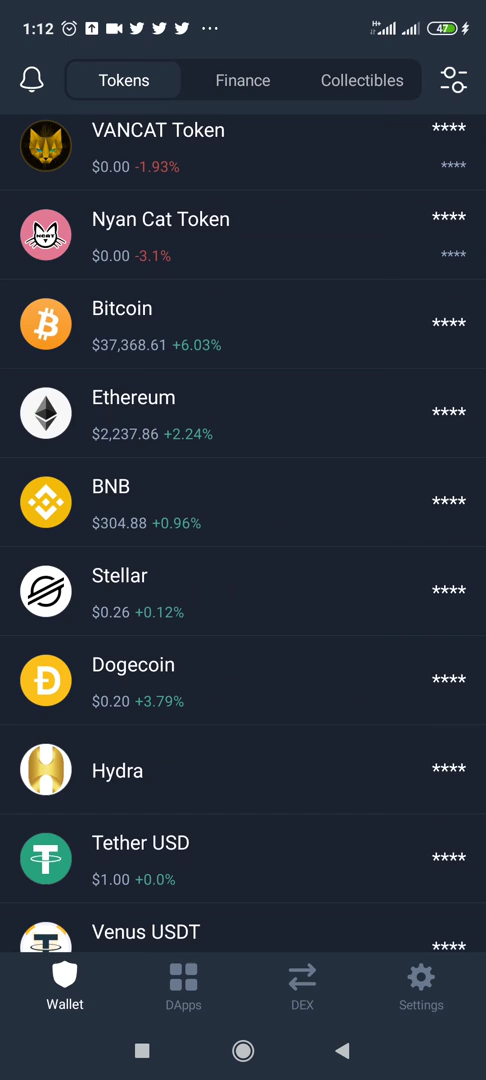 1:12
H+
47
Tokens Finance Collectibles
VANCAT Token ****
$0.00 -1.93% ****
NCAT
Nyan Cat Token ****
$0.00 -3.1% ****
Bitcoin
$37,368.61 +6.03% ****
Ethereum
$2,237.86 +2.24% ****
BNB
$304.88 +0.96% ****
Stellar
$0.26 +0.12% ****
Dogecoin
$0.20 +3.79% ****
Hydra ****
Tether USD
$1.00 +0.0% ****
Venus USDT
****
Wallet DApps DEX Settings